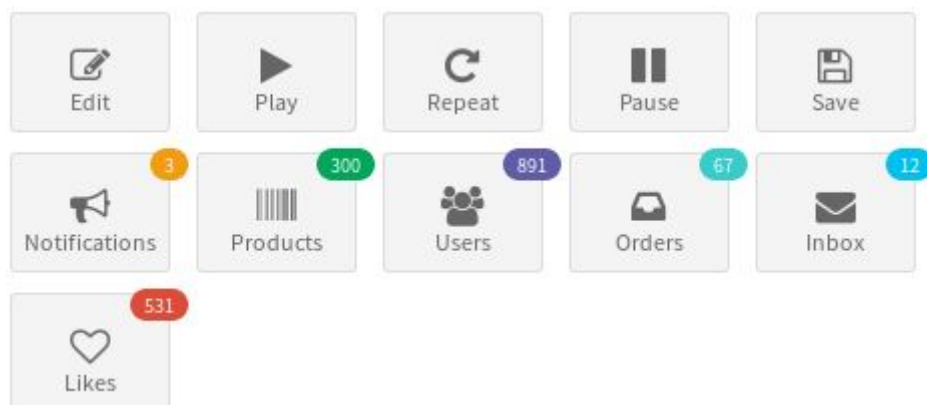 Edit
Play
Repeat
Pause
Save
3
Notifications
300
Products
891
Users
67
Orders
12
Inbox
531
Likes